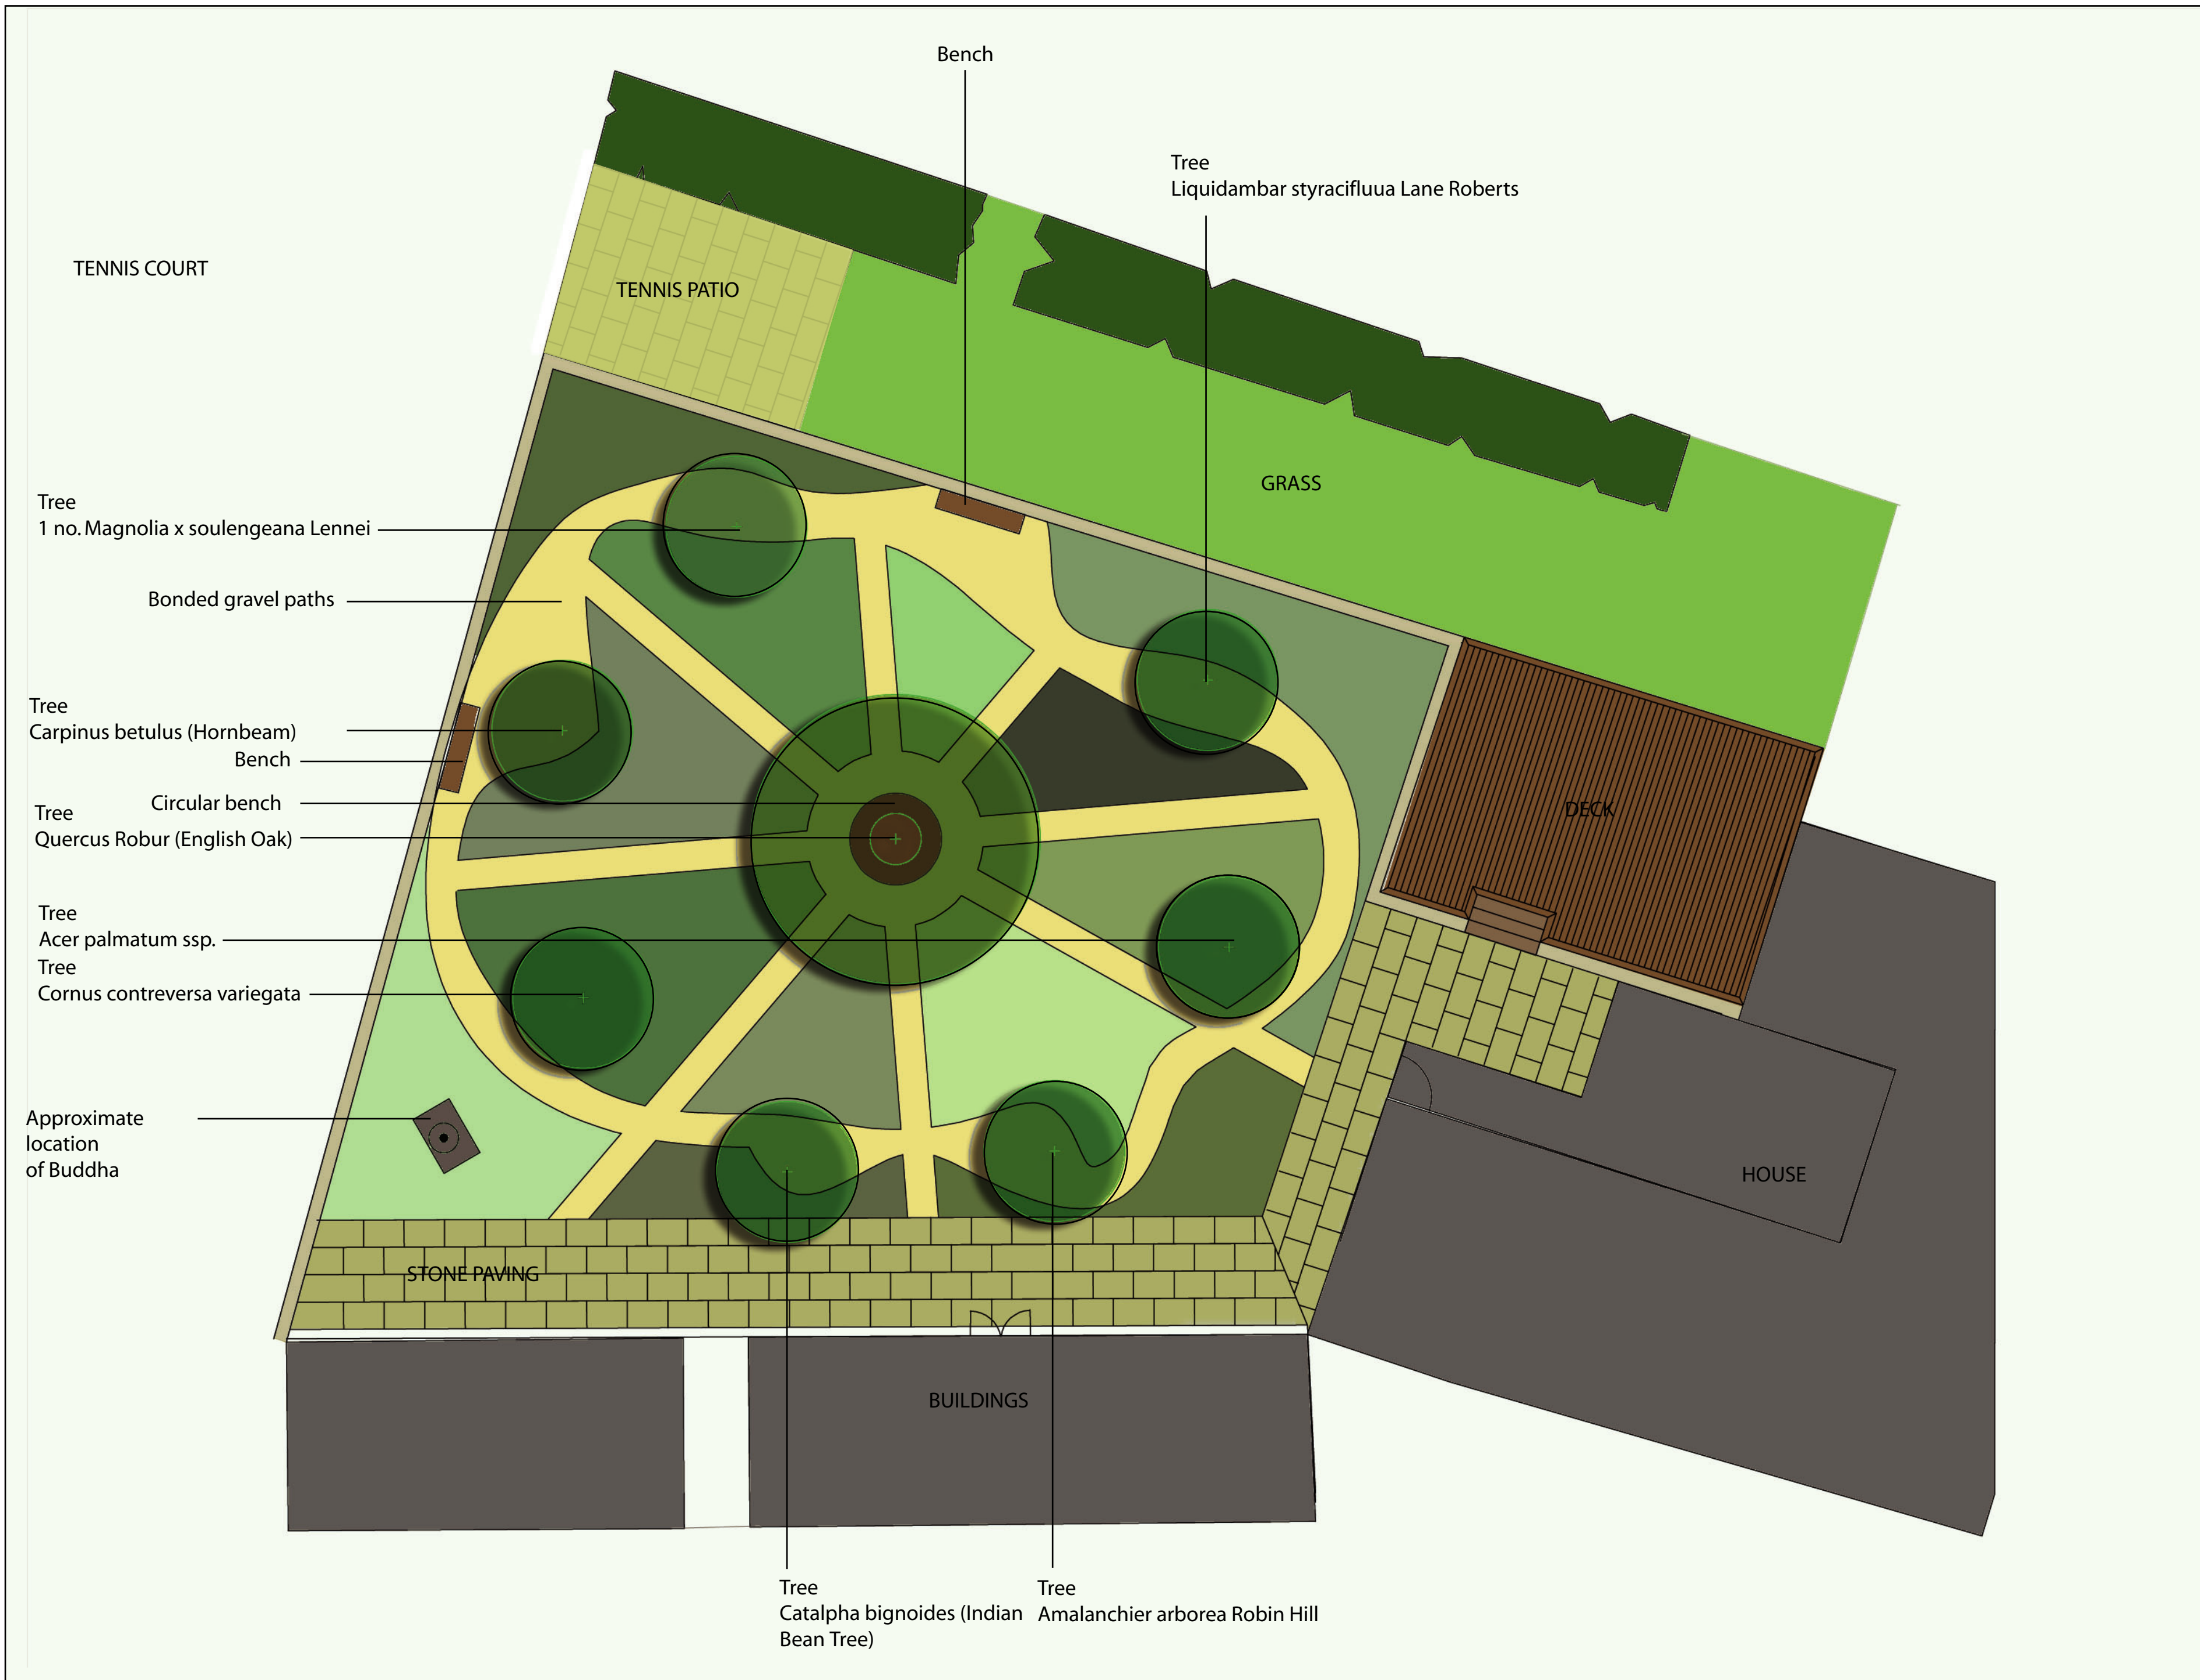 Bench
Tree
Liquidambar styracifluua Lane Roberts
TENNIS COURT
TENNIS PATIO
GRASS
Tree
1 no. Magnolia x soulengeana Lennei
Bonded gravel paths
Tree
Carpinus betulus (Hornbeam)
Bench
Circular bench
Tree
Quercus Robur (English Oak)
DECK
Tree
Acer palmatum ssp.
Tree
Cornus contreversa variegata
Approximate
location
of Buddha
HOUSE
STONE PAVING
BUILDINGS
Tree
Catalpha bignoides (Indian
Bean Tree)
Tree
Amalanchier arborea Robin Hill